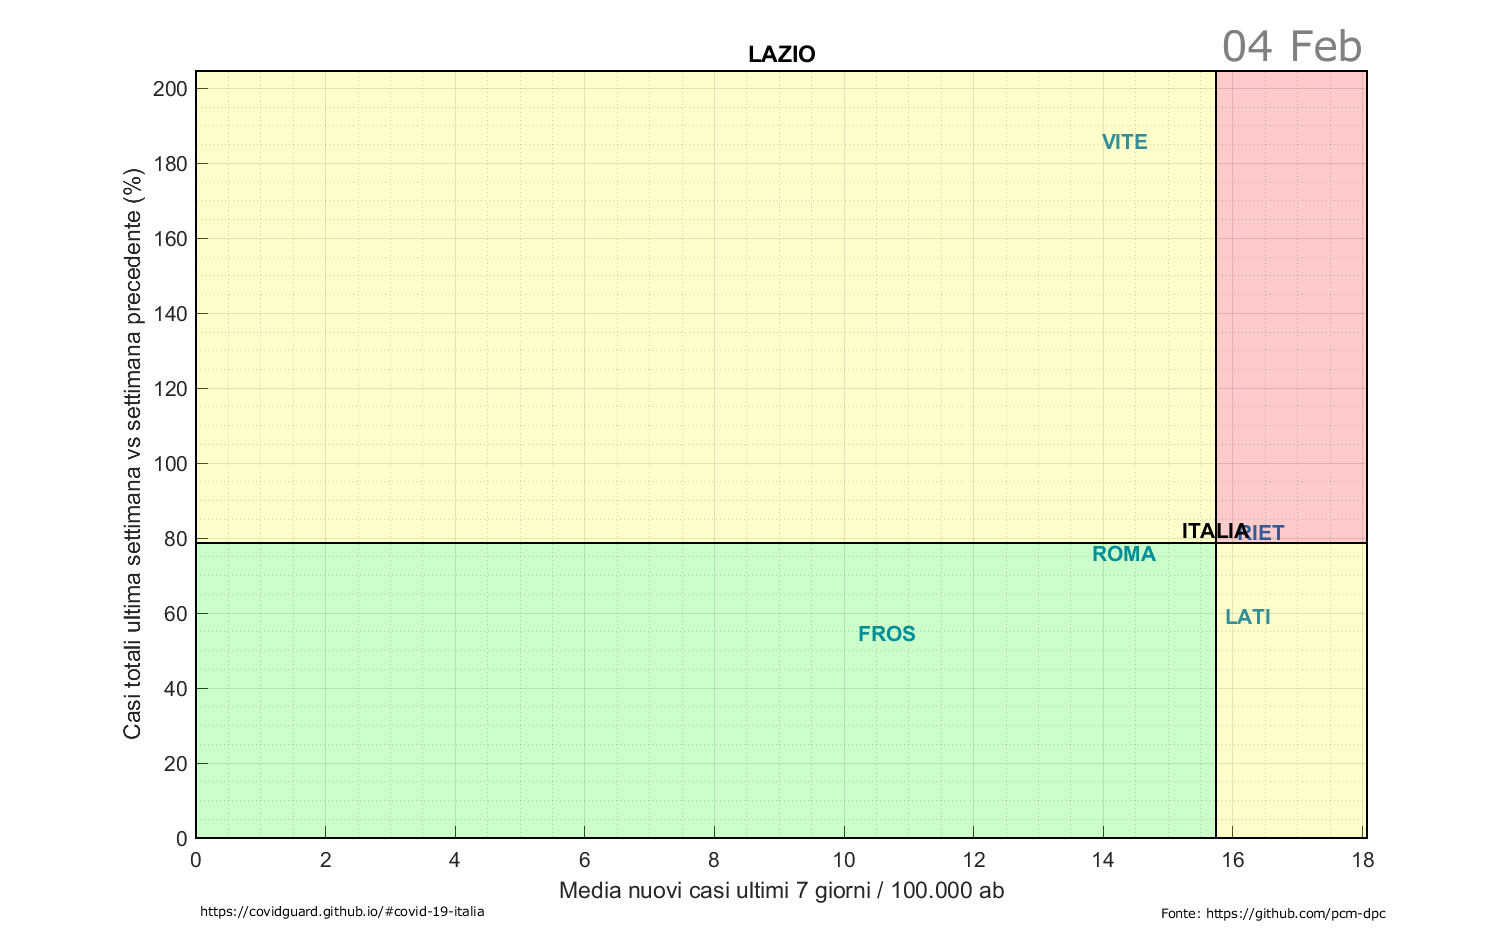 04 Feb
LAZIO
200
180
160
140
120
100
80
60
40
20
0
Casi totali ultima settimana vs settimana precedente (%)
VITE
ITALIA
RIET
ROMA
LATI
FROS
0 2 4 6 8 10 12 14 16 18
Media nuovi casi ultimi 7 giorni / 100.000 ab
https://covidguard.github.io/#covid-19-italia
Fonte: https://github.com/pcm-dpc